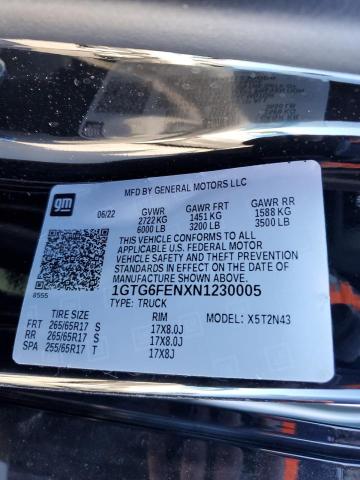 gm
MFD BY GENERAL MOTORS LLC
06/22 GVWR GAWR FRT GAWR RR
2722 KG 1451 KG 1588 KG
6000 LB 3200 LB 3500 LB
THIS VEHICLE CONFORMS TO ALL APPLICABLE
U.S. FEDERAL MOTOR
VEHICLE SAFETY AND BUMPER
STANDARDS IN EFFECT ON THE DATE OF
MANUFACTURE SHOWN ABOVE.
8555
1GTG6FENXN1230005
TYPE: TRUCK
TIRE SIZE RIM MODEL: X5T2N43
FRT 265/65R17 S 17X8.0J
RR 265/65R17 S 17X8.0J
SPA 255/65R17 T 17X8J